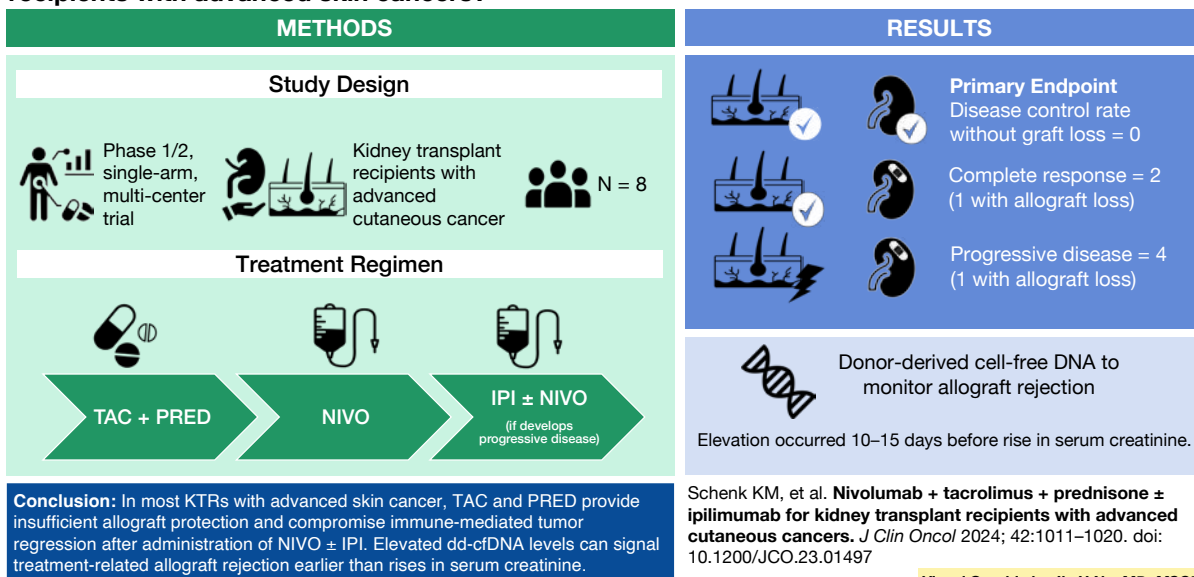 recipients with advanced skin cancers?
METHODS
Study Design
Phase 1/2,
single-arm,
multi-center
trial
Kidney transplant
recipients with
advanced
cutaneous cancer
N = 8
Treatment Regimen
TAC + PRED
NIVO
IPI ± NIVO
(if develops
progressive disease)
Conclusion: In most KTRs with advanced skin cancer, TAC and PRED provide
insufficient allograft protection and compromise immune-mediated tumor
regression after administration of NIVO ± IPI. Elevated dd-cfDNA levels can signal
treatment-related allograft rejection earlier than rises in serum creatinine.
RESULTS
Primary Endpoint
Disease control rate
without graft loss = 0
Complete response = 2
(1 with allograft loss)
Progressive disease = 4
(1 with allograft loss)
Donor-derived cell-free DNA to
monitor allograft rejection
Elevation occurred 10–15 days before rise in serum creatinine.
Schenk KM, et al. Nivolumab + tacrolimus + prednisone ±
ipilimumab for kidney transplant recipients with advanced
cutaneous cancers. J Clin Oncol 2024; 42:1011–1020. doi:
10.1200/JCO.23.01497